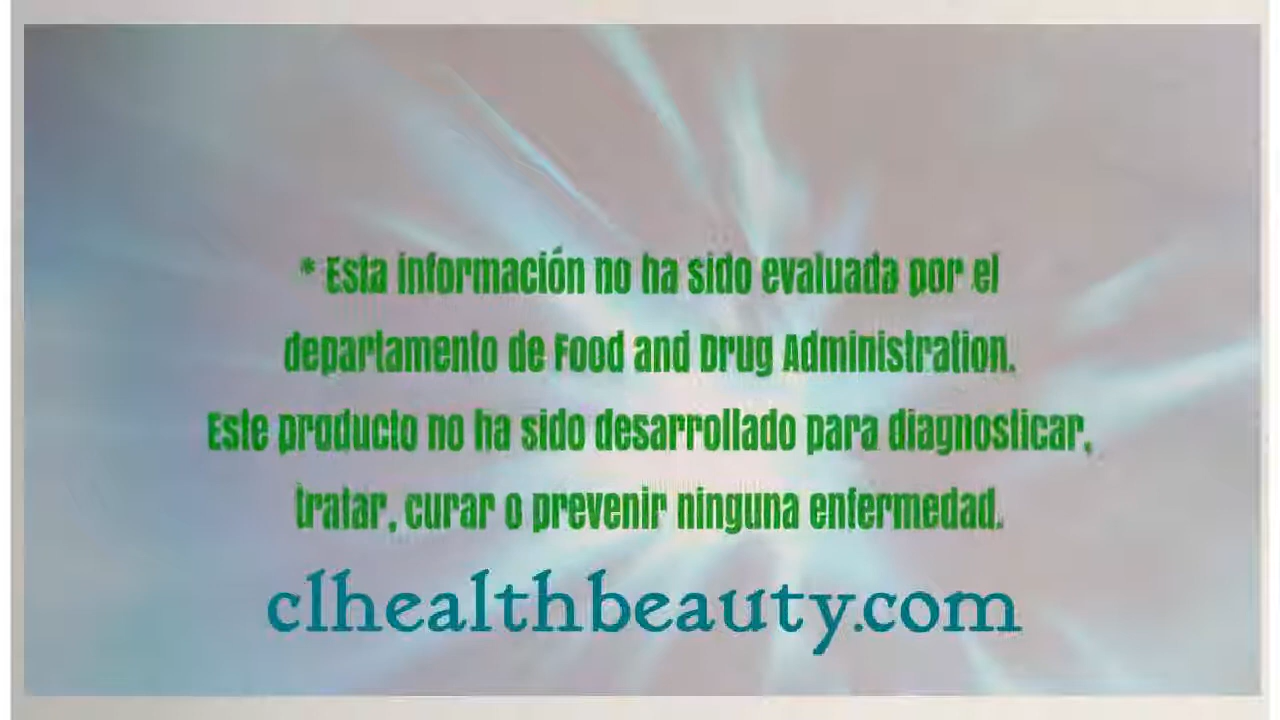 * Esta información no ha sido evaluada por el
departamento de Food and Drug Administration.
Este producto no ha sido desarrollado para diagnosticar,
tratar, curar o prevenir ninguna enfermedad.
clhealthbeauty.com